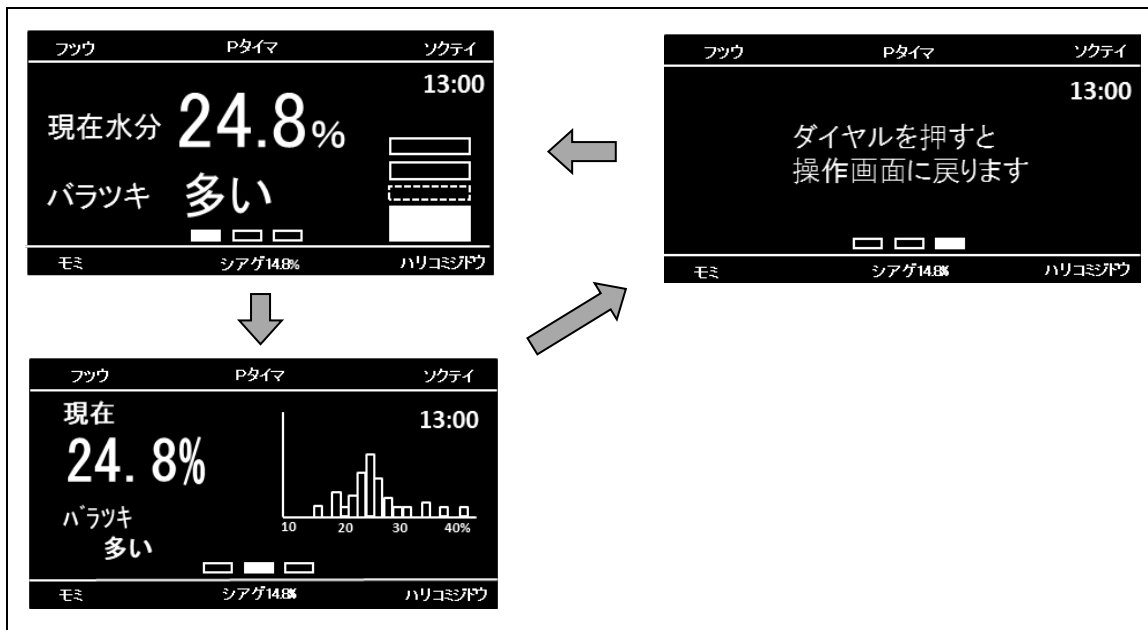 フツウ Pタイマ ソクテイ
13:00
現在水分 24.8%
バラツキ 多い
モミ シアゲ14.8% ハリコミジドウ
フツウ Pタイマ ソクテイ
13:00
ダイヤルを押すと
操作画面に戻ります
モミ シアゲ14.8% ハリコミジドウ
フツウ Pタイマ ソクテイ
現在
13:00
24.8%
バラツキ
多い
10 20 30 40%
モミ シアゲ14.8% ハリコミジドウ